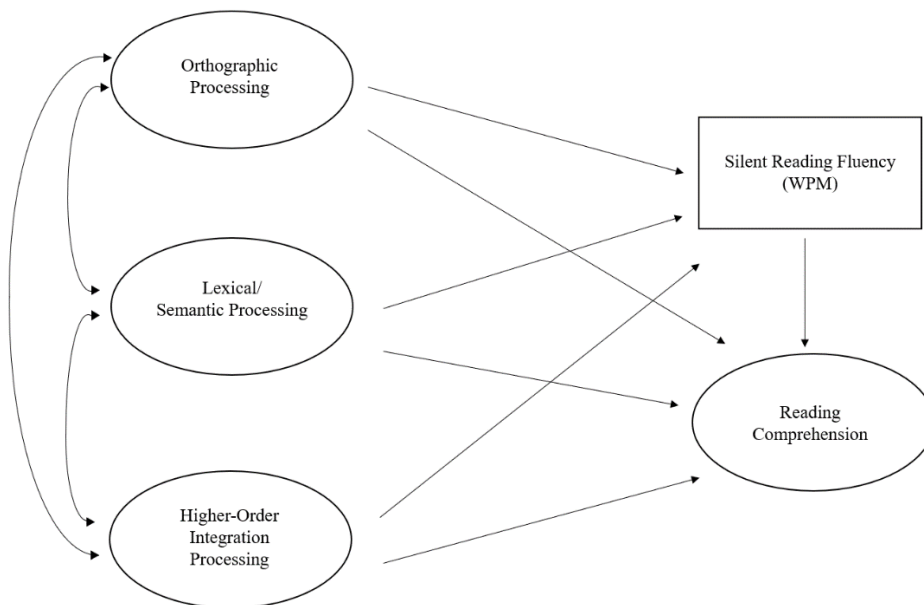 Orthographic
Processing
Silent Reading Fluency
(WPM)
Lexical/
Semantic Processing
Reading
Comprehension
Higher-Order
Integration
Processing